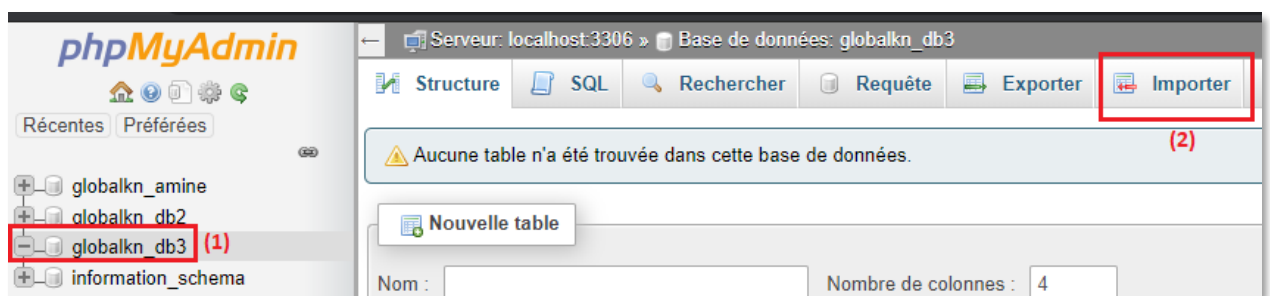 phpMyAdmin
Récentes Préférées
globalkn_amine
globalkn_db2
globalkn_db3 (1)
information_schema
← Serveur: localhost:3306 » Base de données: globalkn_db3
Structure SQL Rechercher Requête Exporter Importer
(2)
Aucune table n'a été trouvée dans cette base de données.
Nouvelle table
Nom : Nombre de colonnes : 4